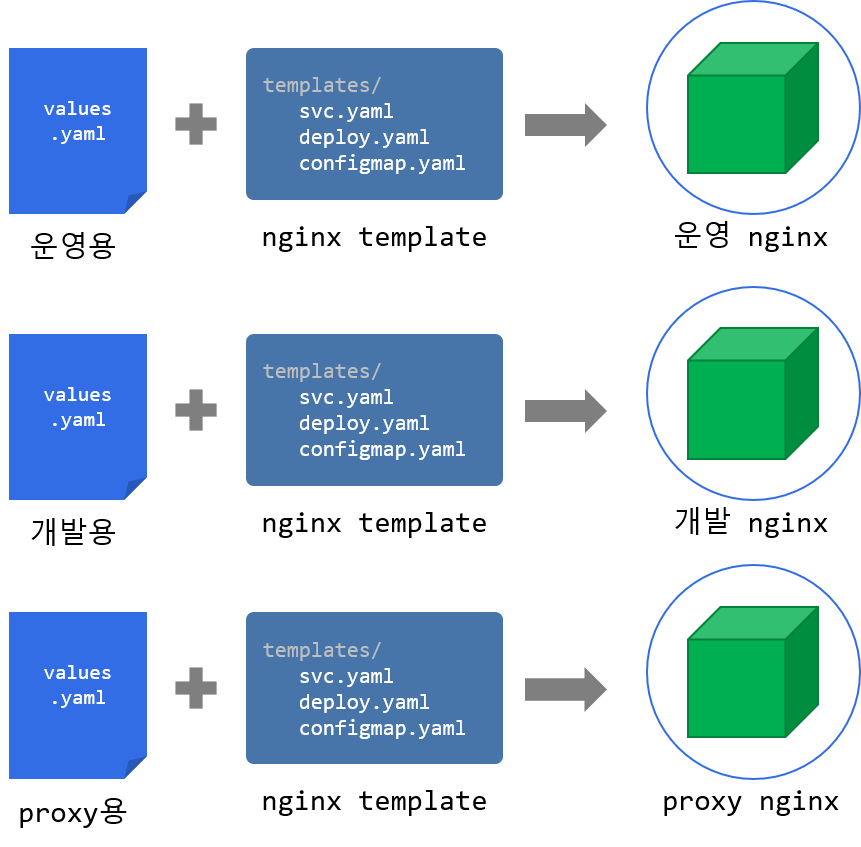 values
.yaml
templates/
svc.yaml
deploy.yaml
configmap.yaml
운영용
nginx template
운영 nginx
values
.yaml
templates/
svc.yaml
deploy.yaml
configmap.yaml
개발용
nginx template
개발 nginx
values
.yaml
templates/
svc.yaml
deploy.yaml
configmap.yaml
proxy용
nginx template
proxy nginx